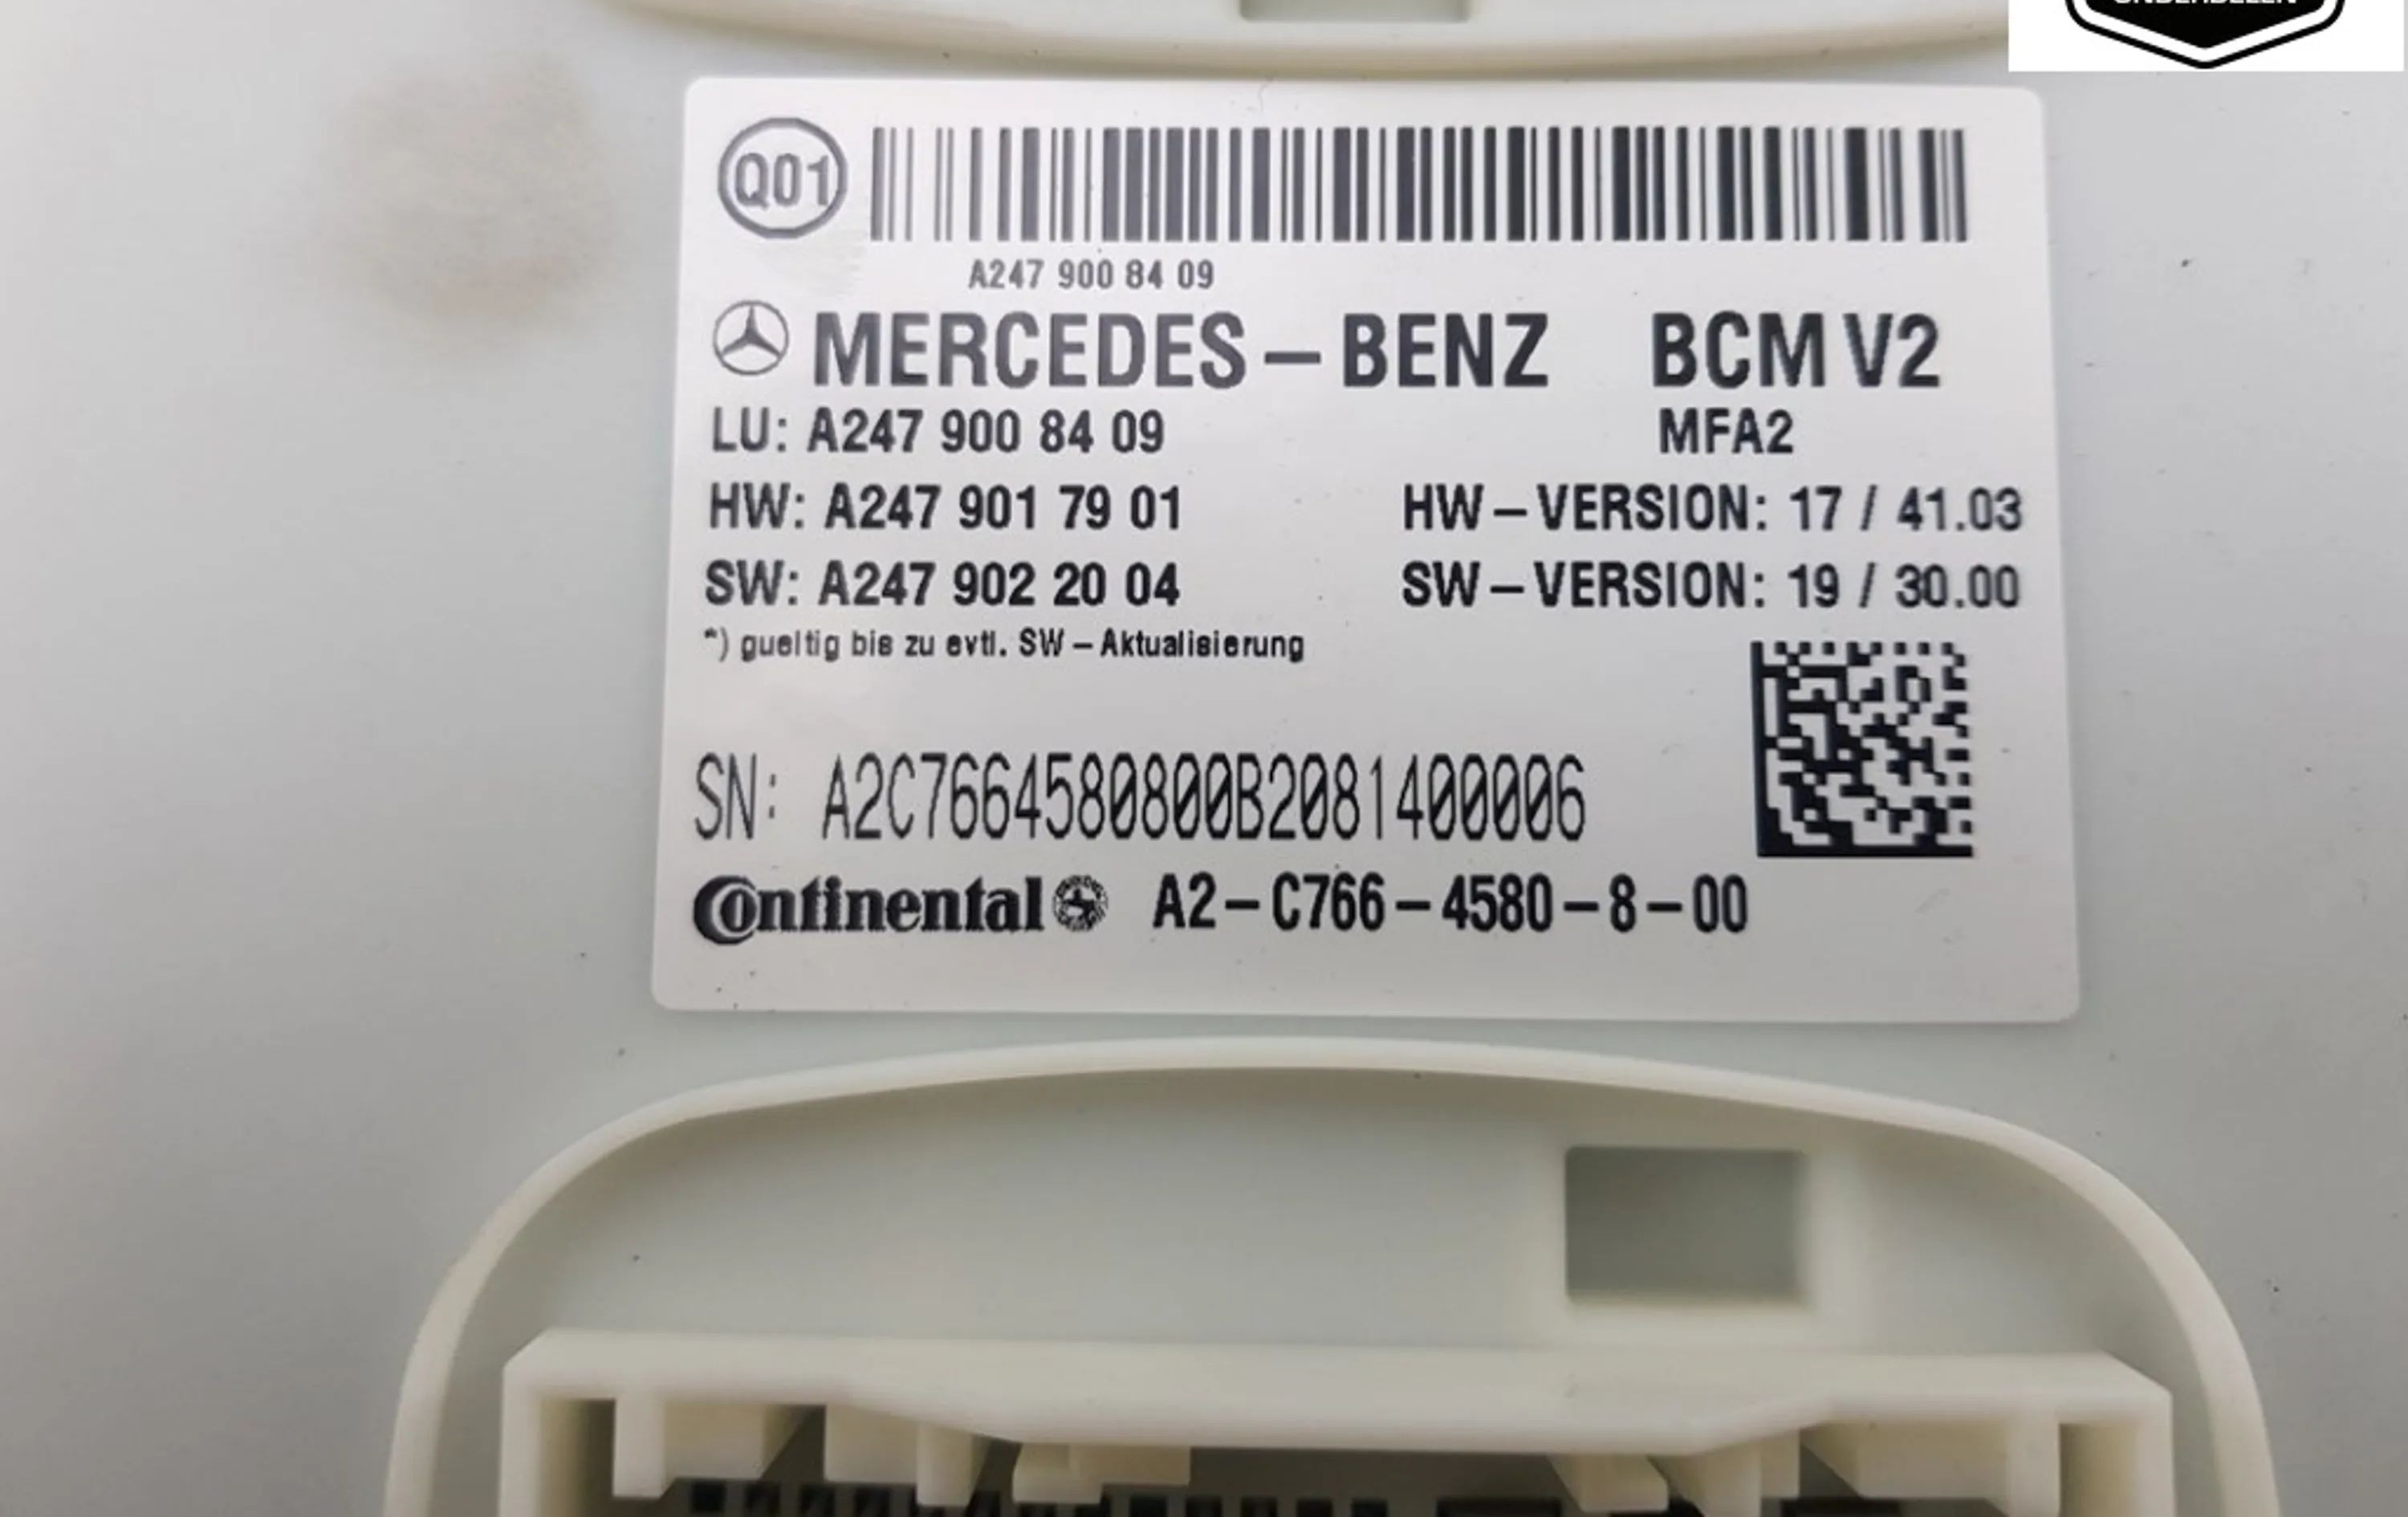 ONDERDELEN
Q01
A247 900 84 09
MERCEDES-BENZ BCM V2
LU: A247 900 84 09 MFA2
HW: A247 901 79 01 HW-VERSION: 17 / 41.03
SW: A247 902 20 04 SW-VERSION: 19 / 30.00
*) gueltig bis zu evtl. SW-Aktualisierung
SN: A2C7664580800B2081400006
Continental A2-C766-4580-8-00